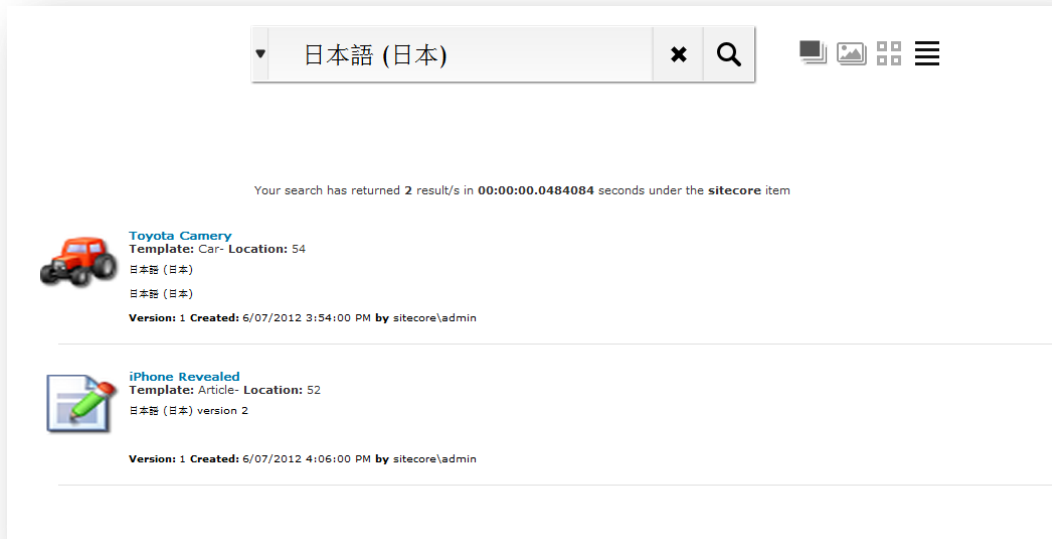 日本語 (日本)
Your search has returned 2 result/s in 00:00:00.0484084 seconds under the sitecore item
Toyota Camery
Template: Car- Location: 54
日本語 (日本)
日本語 (日本)
Version: 1 Created: 6/07/2012 3:54:00 PM by sitecore\admin
iPhone Revealed
Template: Article- Location: 52
日本語 (日本) version 2
Version: 1 Created: 6/07/2012 4:06:00 PM by sitecore\admin